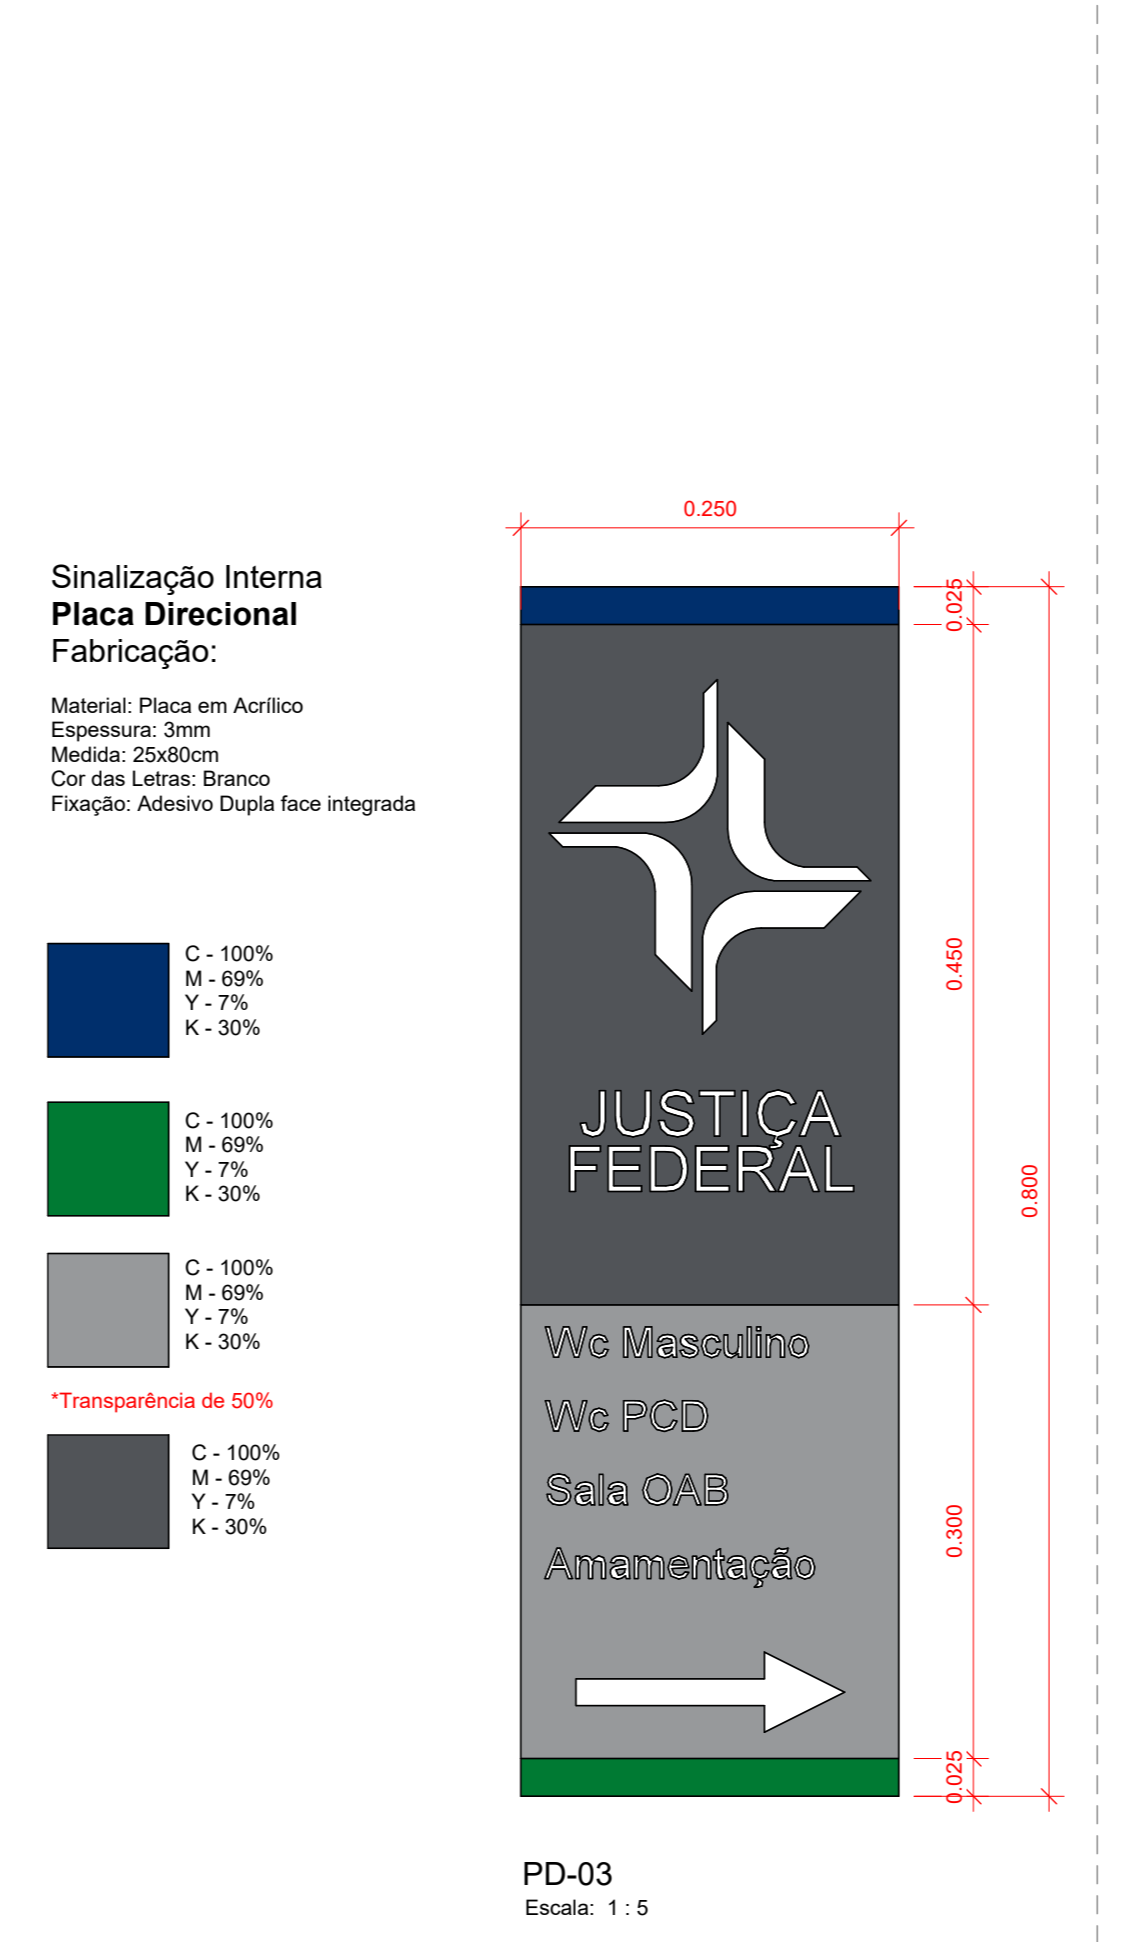 Sinalização Interna
Placa Direcional
Fabricação:
Material: Placa em Acrílico
Espessura: 3mm
Medida: 25x80cm
Cor das Letras: Branco
Fixação: Adesivo Dupla face integrada
C - 100%
M - 69%
Y - 7%
K - 30%
C - 100%
M - 69%
Y - 7%
K - 30%
C - 100%
M - 69%
Y - 7%
K - 30%
*Transparência de 50%
C - 100%
M - 69%
Y - 7%
K - 30%
0.250
0.025
0.450
0.800
0.300
0.025
JUSTIÇA
FEDERAL
Wc Masculino
Wc PCD
Sala OAB
Amamentação
PD-03
Escala: 1 : 5